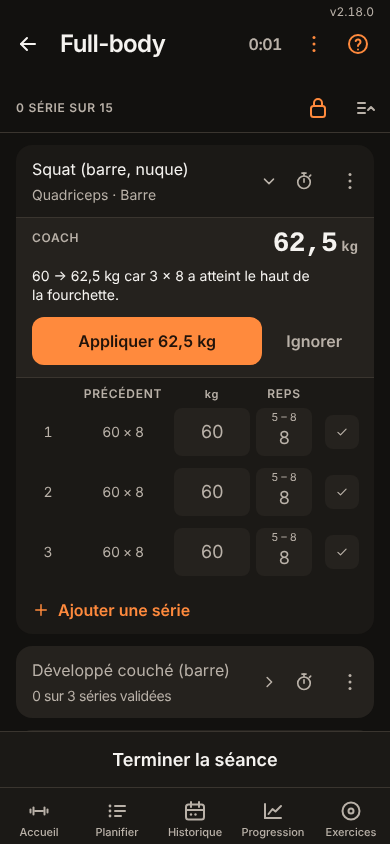 v2.18.0
Full-body
0:01
0 SÉRIE SUR 15
Squat (barre, nuque)
Quadriceps · Barre
COACH
62,5 kg
60 → 62,5 kg car 3 × 8 a atteint le haut de
la fourchette.
Appliquer 62,5 kg
Ignorer
PRÉCÉDENT kg REPS
1 60 × 8 60 5 – 8 8
2 60 × 8 60 5 – 8 8
3 60 × 8 60 5 – 8 8
+ Ajouter une série
Développé couché (barre)
0 sur 3 séries validées
Terminer la séance
Accueil Planifier Historique Progression Exercices